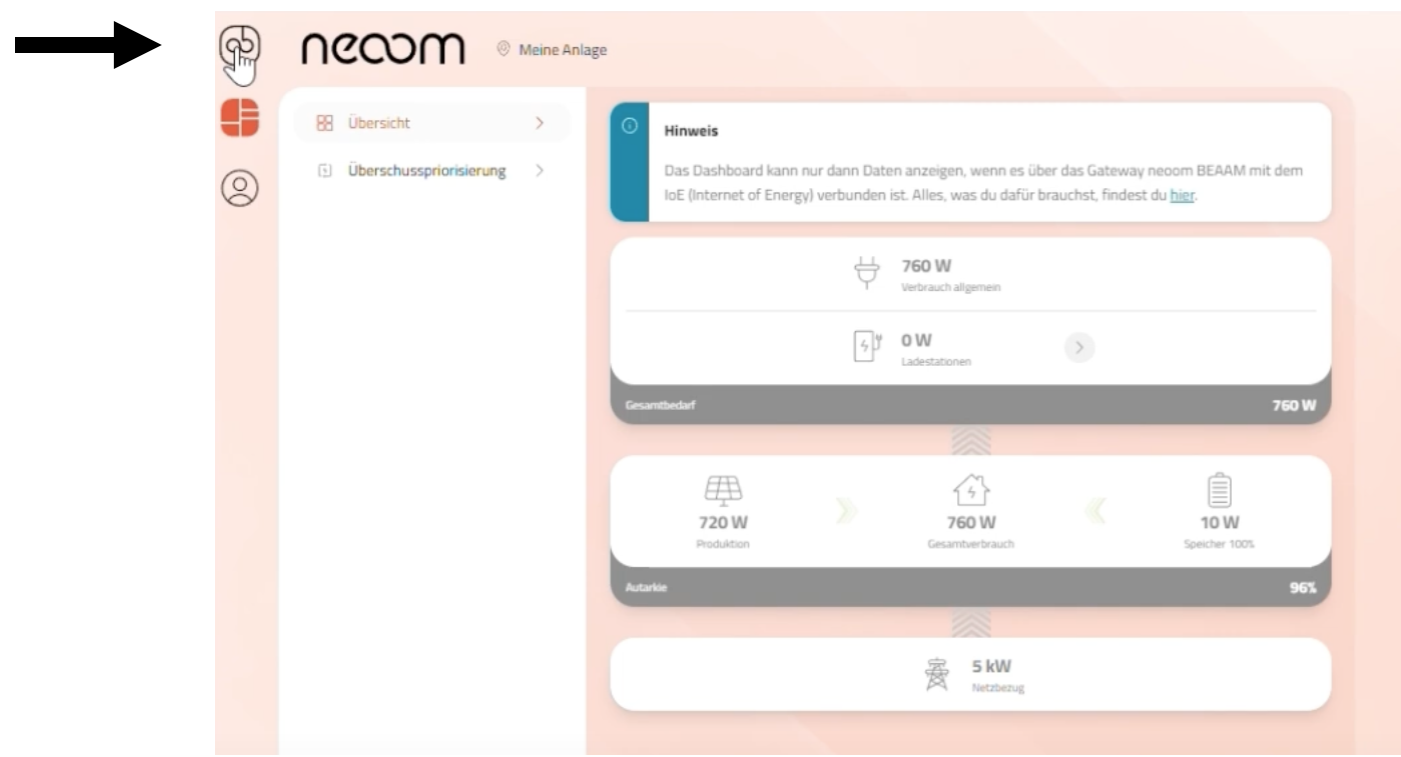 neoom
Meine Anlage
Übersicht
Überschusspriorisierung
Hinweis
Das Dashboard kann nur dann Daten anzeigen, wenn es über das Gateway neoom BEAAM mit dem
IoE (Internet of Energy) verbunden ist. Alles, was du dafür brauchst, findest du hier.
760 W
Verbrauch allgemein
0 W
Ladestationen
Gesamtbedarf 760 W
720 W 760 W 10 W
Produktion Gesamtverbrauch Speicher 100%
Autarkie 96%
5 kW
Netzbezug